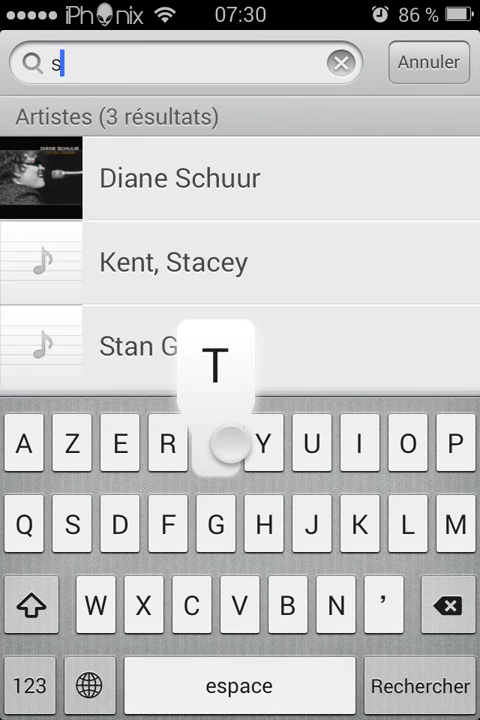 iPhonix 07:30 86 %
s Annuler
Artistes (3 résultats)
DIANE SCHUUR
Diane Schuur
Kent, Stacey
Stan G
T
A Z E R Y U I O P
Q S D F G H J K L M
W X C V B N ’
123 espace Rechercher